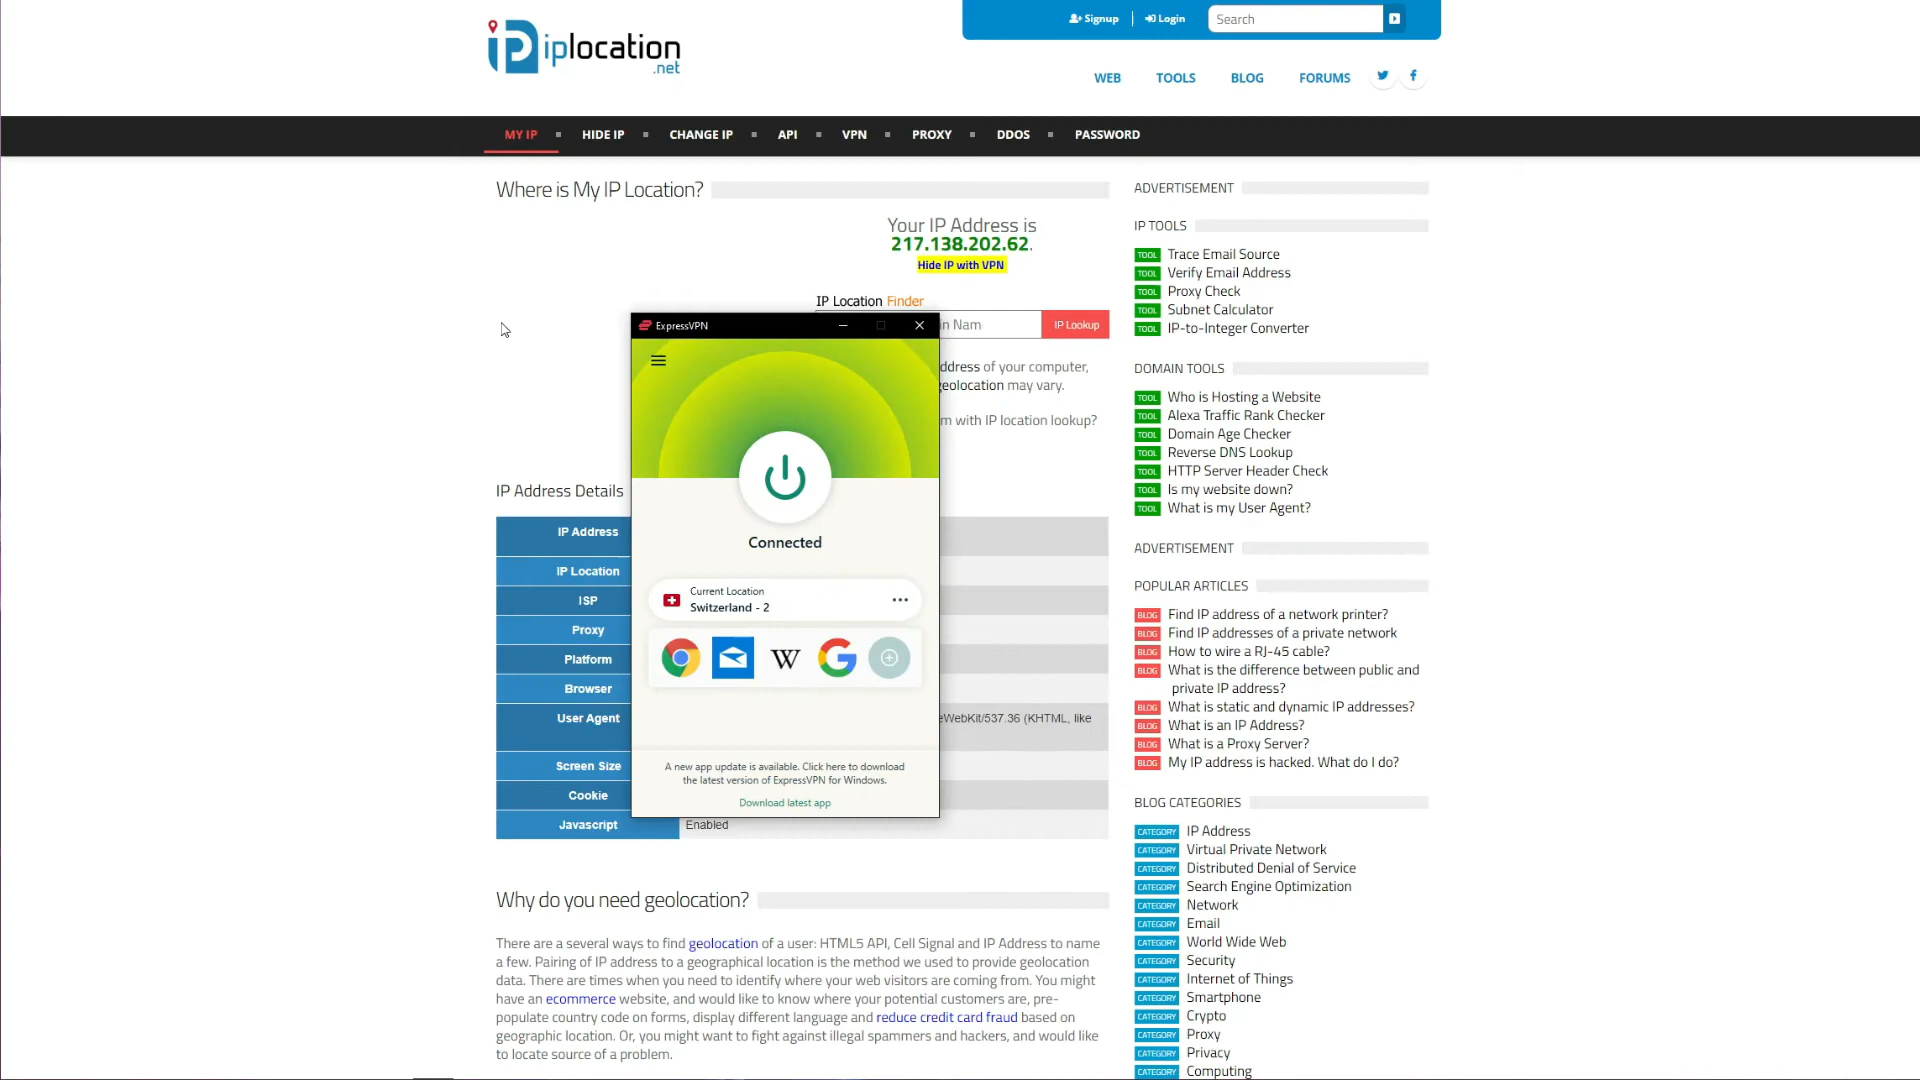 Signup
Login
Search
iplocation
.net
WEB
TOOLS
BLOG
FORUMS
MY IP
HIDE IP
CHANGE IP
API
VPN
PROXY
DDOS
PASSWORD
Where is My IP Location?
Your IP Address is
217.138.202.62.
Hide IP with VPN
IP Location Finder
in Nam
IP Lookup
ddress of your computer,
geolocation may vary.
m with IP location lookup?
ExpressVPN
Connected
Current Location
Switzerland - 2
W
A new app update is available. Click here to download
the latest version of ExpressVPN for Windows.
Download latest app
IP Address Details
IP Address
IP Location
ISP
Proxy
Platform
Browser
User Agent
eWebKit/537.36 (KHTML, like
Screen Size
Cookie
Javascript
Enabled
Why do you need geolocation?
There are a several ways to find geolocation of a user: HTML5 API, Cell Signal and IP Address to name
a few. Pairing of IP address to a geographical location is the method we used to provide geolocation
data. There are times when you need to identify where your web visitors are coming from. You might
have an ecommerce website, and would like to know where your potential customers are, pre-
populate country code on forms, display different language and reduce credit card fraud based on
geographic location. Or, you might want to fight against illegal spammers and hackers, and would like
to locate source of a problem.
ADVERTISEMENT
IP TOOLS
TOOL Trace Email Source
TOOL Verify Email Address
TOOL Proxy Check
TOOL Subnet Calculator
TOOL IP-to-Integer Converter
DOMAIN TOOLS
TOOL Who is Hosting a Website
TOOL Alexa Traffic Rank Checker
TOOL Domain Age Checker
TOOL Reverse DNS Lookup
TOOL HTTP Server Header Check
TOOL Is my website down?
TOOL What is my User Agent?
ADVERTISEMENT
POPULAR ARTICLES
BLOG Find IP address of a network printer?
BLOG Find IP addresses of a private network
BLOG How to wire a RJ-45 cable?
BLOG What is the difference between public and
private IP address?
BLOG What is static and dynamic IP addresses?
BLOG What is an IP Address?
BLOG What is a Proxy Server?
BLOG My IP address is hacked. What do I do?
BLOG CATEGORIES
CATEGORY IP Address
CATEGORY Virtual Private Network
CATEGORY Distributed Denial of Service
CATEGORY Search Engine Optimization
CATEGORY Network
CATEGORY Email
CATEGORY World Wide Web
CATEGORY Security
CATEGORY Internet of Things
CATEGORY Smartphone
CATEGORY Crypto
CATEGORY Proxy
CATEGORY Privacy
CATEGORY Computing